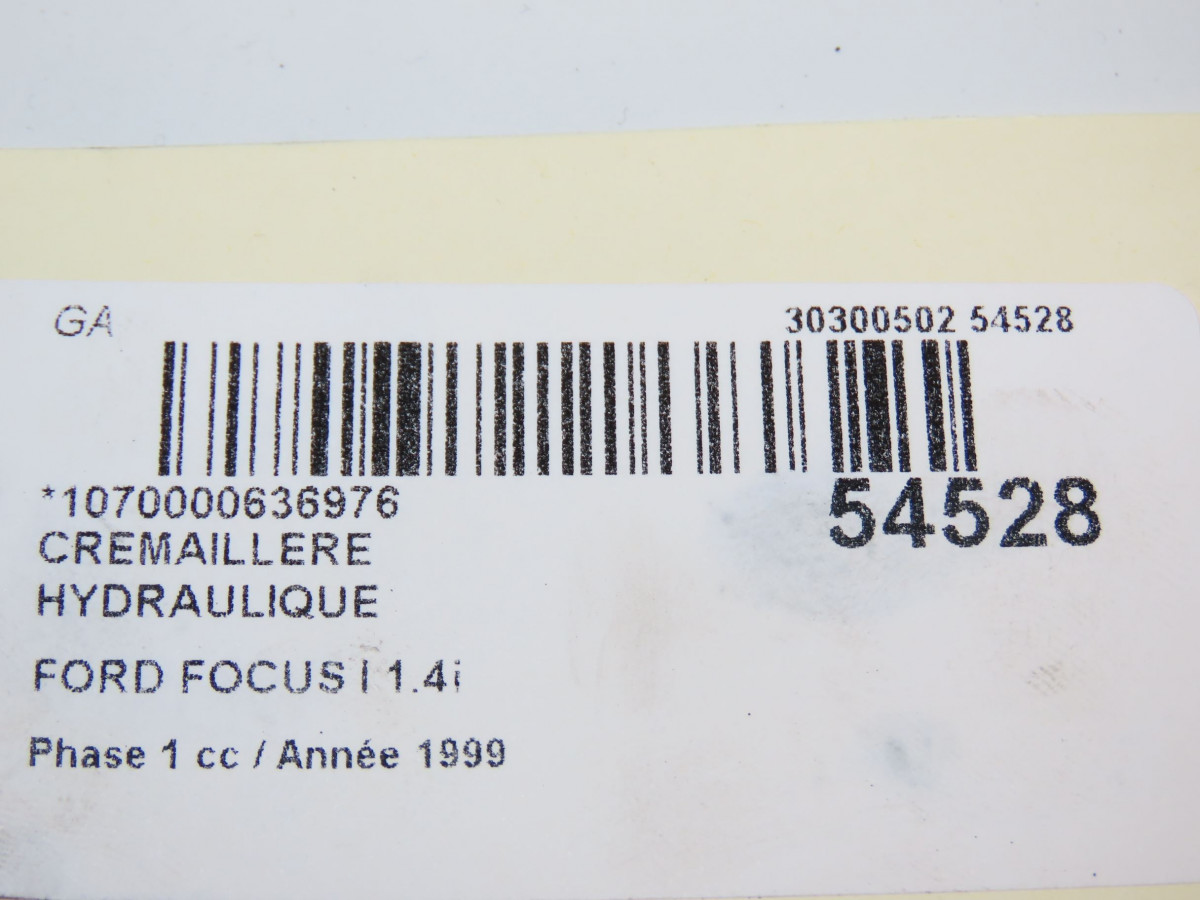 GA
30300502 54528
*1070000636976
54528
CREMAILLERE
HYDRAULIQUE
FORD FOCUS I 1.4i
Phase 1 cc / Année 1999